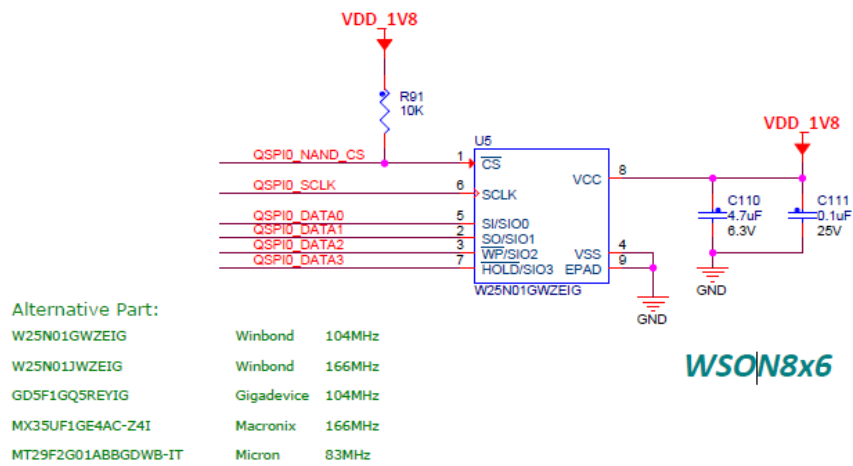 VDD_1V8
R91
10K
VDD_1V8
U5
QSPI0_NAND_CS 1 CS
VCC 8
QSPI0_SCLK 6 SCLK
C110
4.7uF
6.3V
C111
0.1uF
25V
QSPI0_DATA0 5 SI/SIO0
QSPI0_DATA1 2 SO/SIO1
QSPI0_DATA2 3 WP/SIO2 VSS 4
QSPI0_DATA3 7 HOLD/SIO3 EPAD 9
W25N01GWZEIG
GND
GND
Alternative Part:
W25N01GWZEIG Winbond 104MHz
W25N01JWZEIG Winbond 166MHz
GD5F1GQ5REYIG Gigadevice 104MHz
MX35UF1GE4AC-Z4I Macronix 166MHz
MT29F2G01ABBGDWB-IT Micron 83MHz
WSON8x6